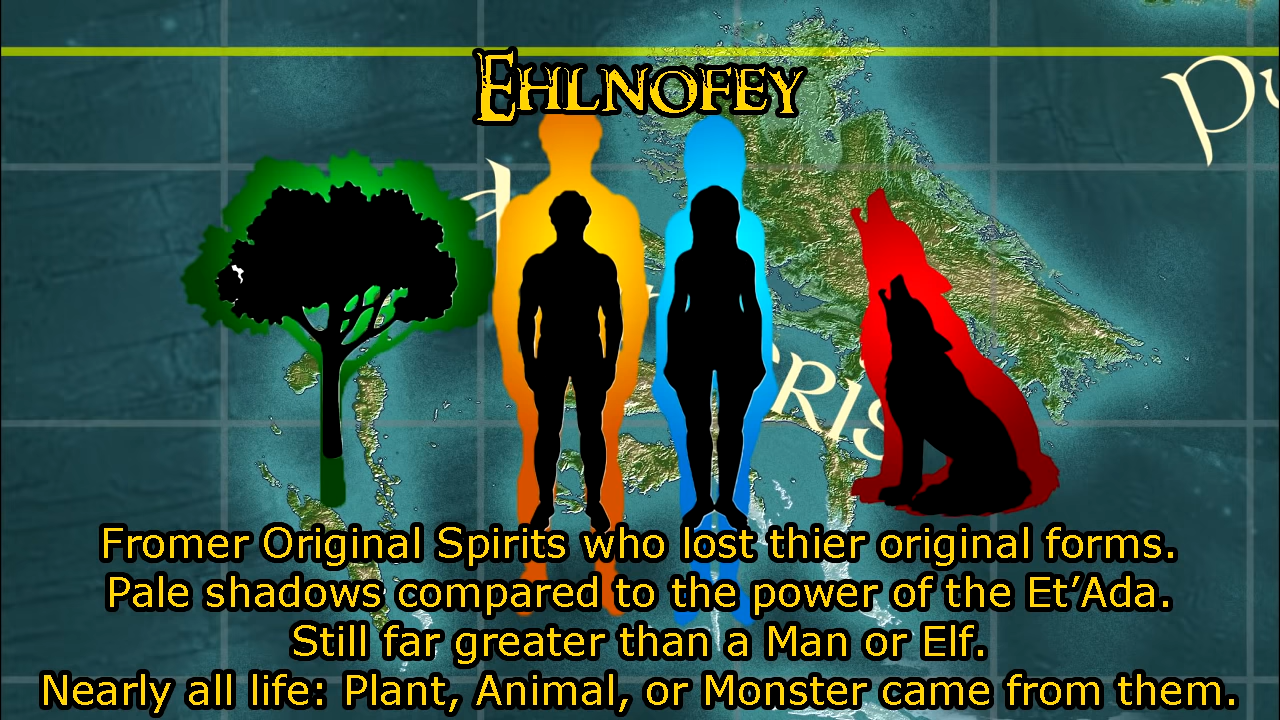 Ehlnofey
Fromer Original Spirits who lost thier original forms.
Pale shadows compared to the power of the Et’Ada.
Still far greater than a Man or Elf.
Nearly all life: Plant, Animal, or Monster came from them.